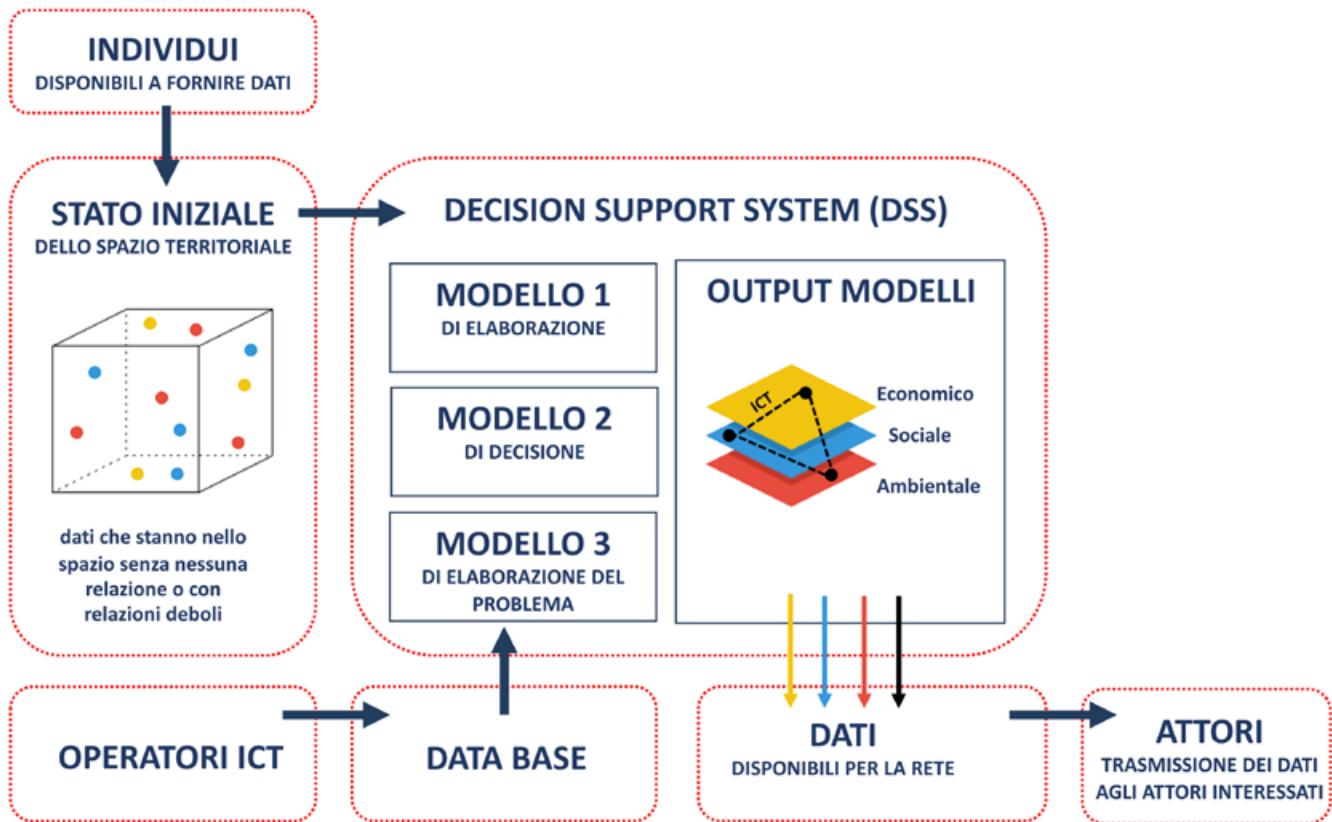 INDIVIDUI
DISPONIBILI A FORNIRE DATI
STATO INIZIALE
DELLO SPAZIO TERRITORIALE
dati che stanno nello
spazio senza nessuna
relazione o con
relazioni deboli
DECISION SUPPORT SYSTEM (DSS)
MODELLO 1
DI ELABORAZIONE
MODELLO 2
DI DECISIONE
MODELLO 3
DI ELABORAZIONE DEL
PROBLEMA
OUTPUT MODELLI
ICT
Economico
Sociale
Ambientale
OPERATORI ICT
DATA BASE
DATI
DISPONIBILI PER LA RETE
ATTORI
TRASMISSIONE DEI DATI
AGLI ATTORI INTERESSATI